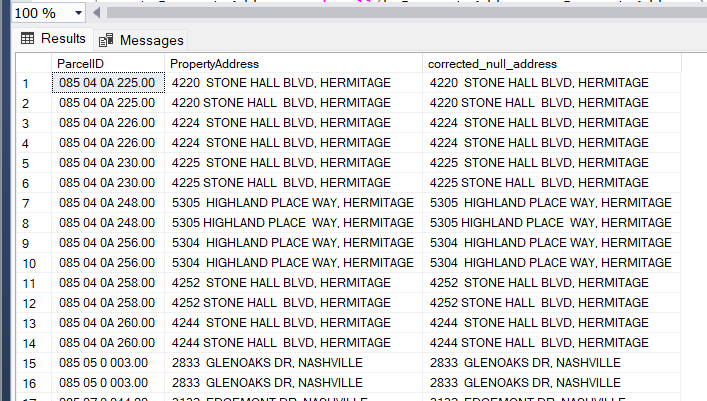 100 %
Results Messages
ParcelID PropertyAddress corrected_null_address
1 085 04 0A 225.00 4220  STONE HALL BLVD, HERMITAGE 4220  STONE HALL BLVD, HERMITAGE
2 085 04 0A 225.00 4220 STONE HALL  BLVD, HERMITAGE 4220 STONE HALL  BLVD, HERMITAGE
3 085 04 0A 226.00 4224  STONE HALL BLVD, HERMITAGE 4224  STONE HALL BLVD, HERMITAGE
4 085 04 0A 226.00 4224  STONE HALL BLVD, HERMITAGE 4224  STONE HALL BLVD, HERMITAGE
5 085 04 0A 230.00 4225  STONE HALL BLVD, HERMITAGE 4225  STONE HALL BLVD, HERMITAGE
6 085 04 0A 230.00 4225 STONE HALL  BLVD, HERMITAGE 4225 STONE HALL  BLVD, HERMITAGE
7 085 04 0A 248.00 5305  HIGHLAND PLACE WAY, HERMITAGE 5305  HIGHLAND PLACE WAY, HERMITAGE
8 085 04 0A 248.00 5305 HIGHLAND PLACE  WAY, HERMITAGE 5305 HIGHLAND PLACE  WAY, HERMITAGE
9 085 04 0A 256.00 5304  HIGHLAND PLACE WAY, HERMITAGE 5304  HIGHLAND PLACE WAY, HERMITAGE
10 085 04 0A 256.00 5304  HIGHLAND PLACE WAY, HERMITAGE 5304  HIGHLAND PLACE WAY, HERMITAGE
11 085 04 0A 258.00 4252  STONE HALL BLVD, HERMITAGE 4252  STONE HALL BLVD, HERMITAGE
12 085 04 0A 258.00 4252 STONE HALL  BLVD, HERMITAGE 4252 STONE HALL  BLVD, HERMITAGE
13 085 04 0A 260.00 4244  STONE HALL BLVD, HERMITAGE 4244  STONE HALL BLVD, HERMITAGE
14 085 04 0A 260.00 4244 STONE HALL  BLVD, HERMITAGE 4244 STONE HALL  BLVD, HERMITAGE
15 085 05 0 003.00 2833  GLENOAKS DR, NASHVILLE 2833  GLENOAKS DR, NASHVILLE
16 085 05 0 003.00 2833  GLENOAKS DR, NASHVILLE 2833  GLENOAKS DR, NASHVILLE